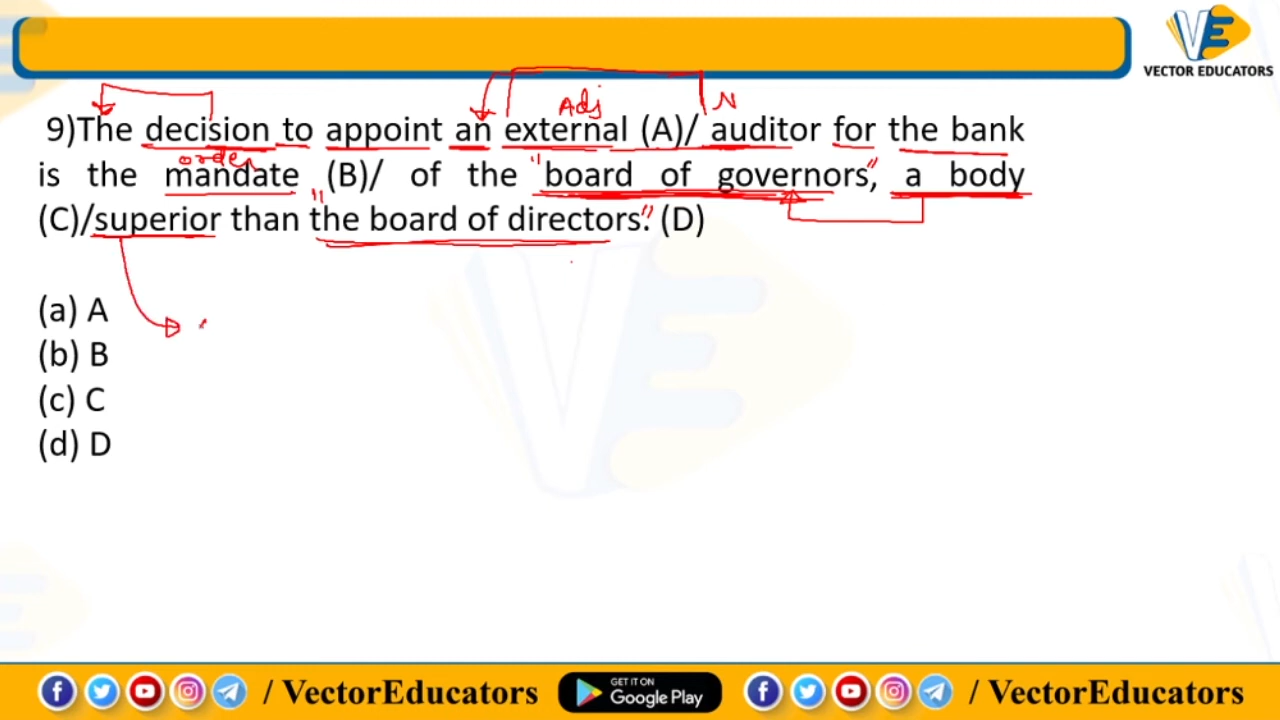 VE
VECTOR EDUCATORS
Adj N
9)The decision to appoint an external (A)/ auditor for the bank
order
is the mandate (B)/ of the "board of governors", a body
(C)/superior than "the board of directors." (D)
(a) A
(b) B
(c) C
(d) D
/ VectorEducators GET IT ON Google Play / VectorEducators